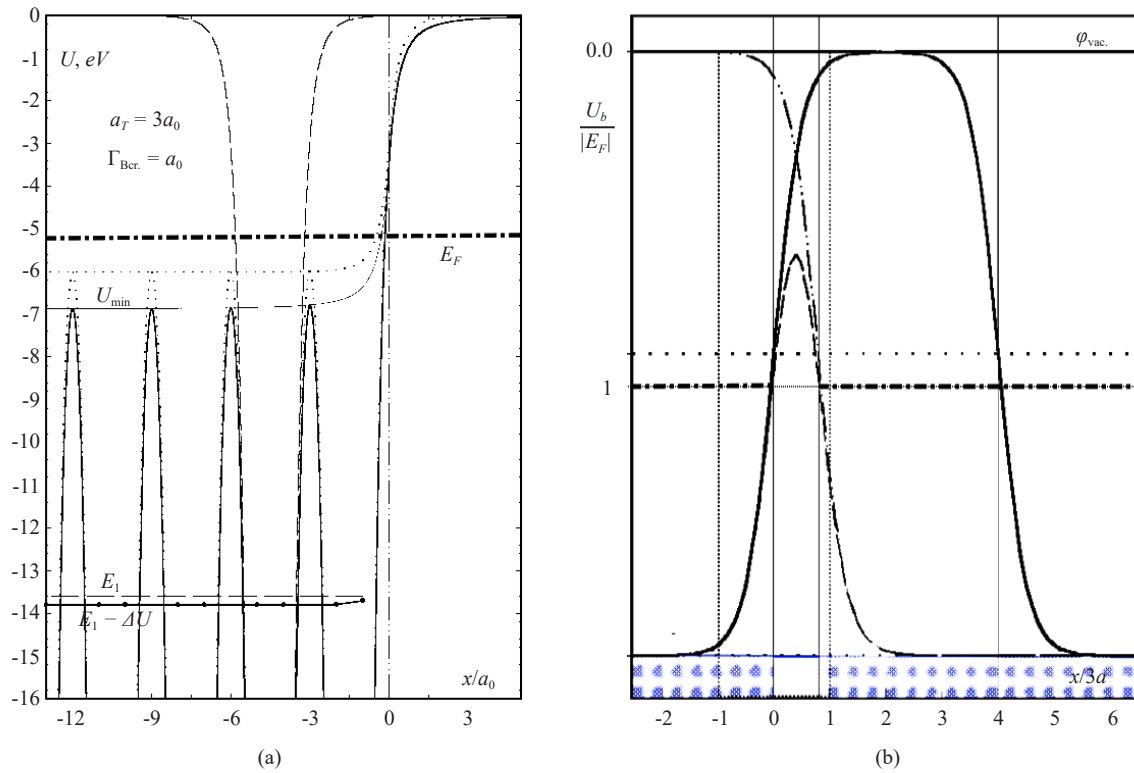 0
-1
-2
-3
-4
-5
-6
-7
-8
-9
-10
-11
-12
-13
-14
-15
-16
U, eV
a_T = 3a_0
Γ_Bcr. = a_0
E_F
U_min
E_1
E_1 − ΔU
x/a_0
-12 -9 -6 -3 0 3
(a)
φ_vac.
0.0
U_b
|E_F|
1
x/3a
-2 -1 0 1 2 3 4 5 6
(b)